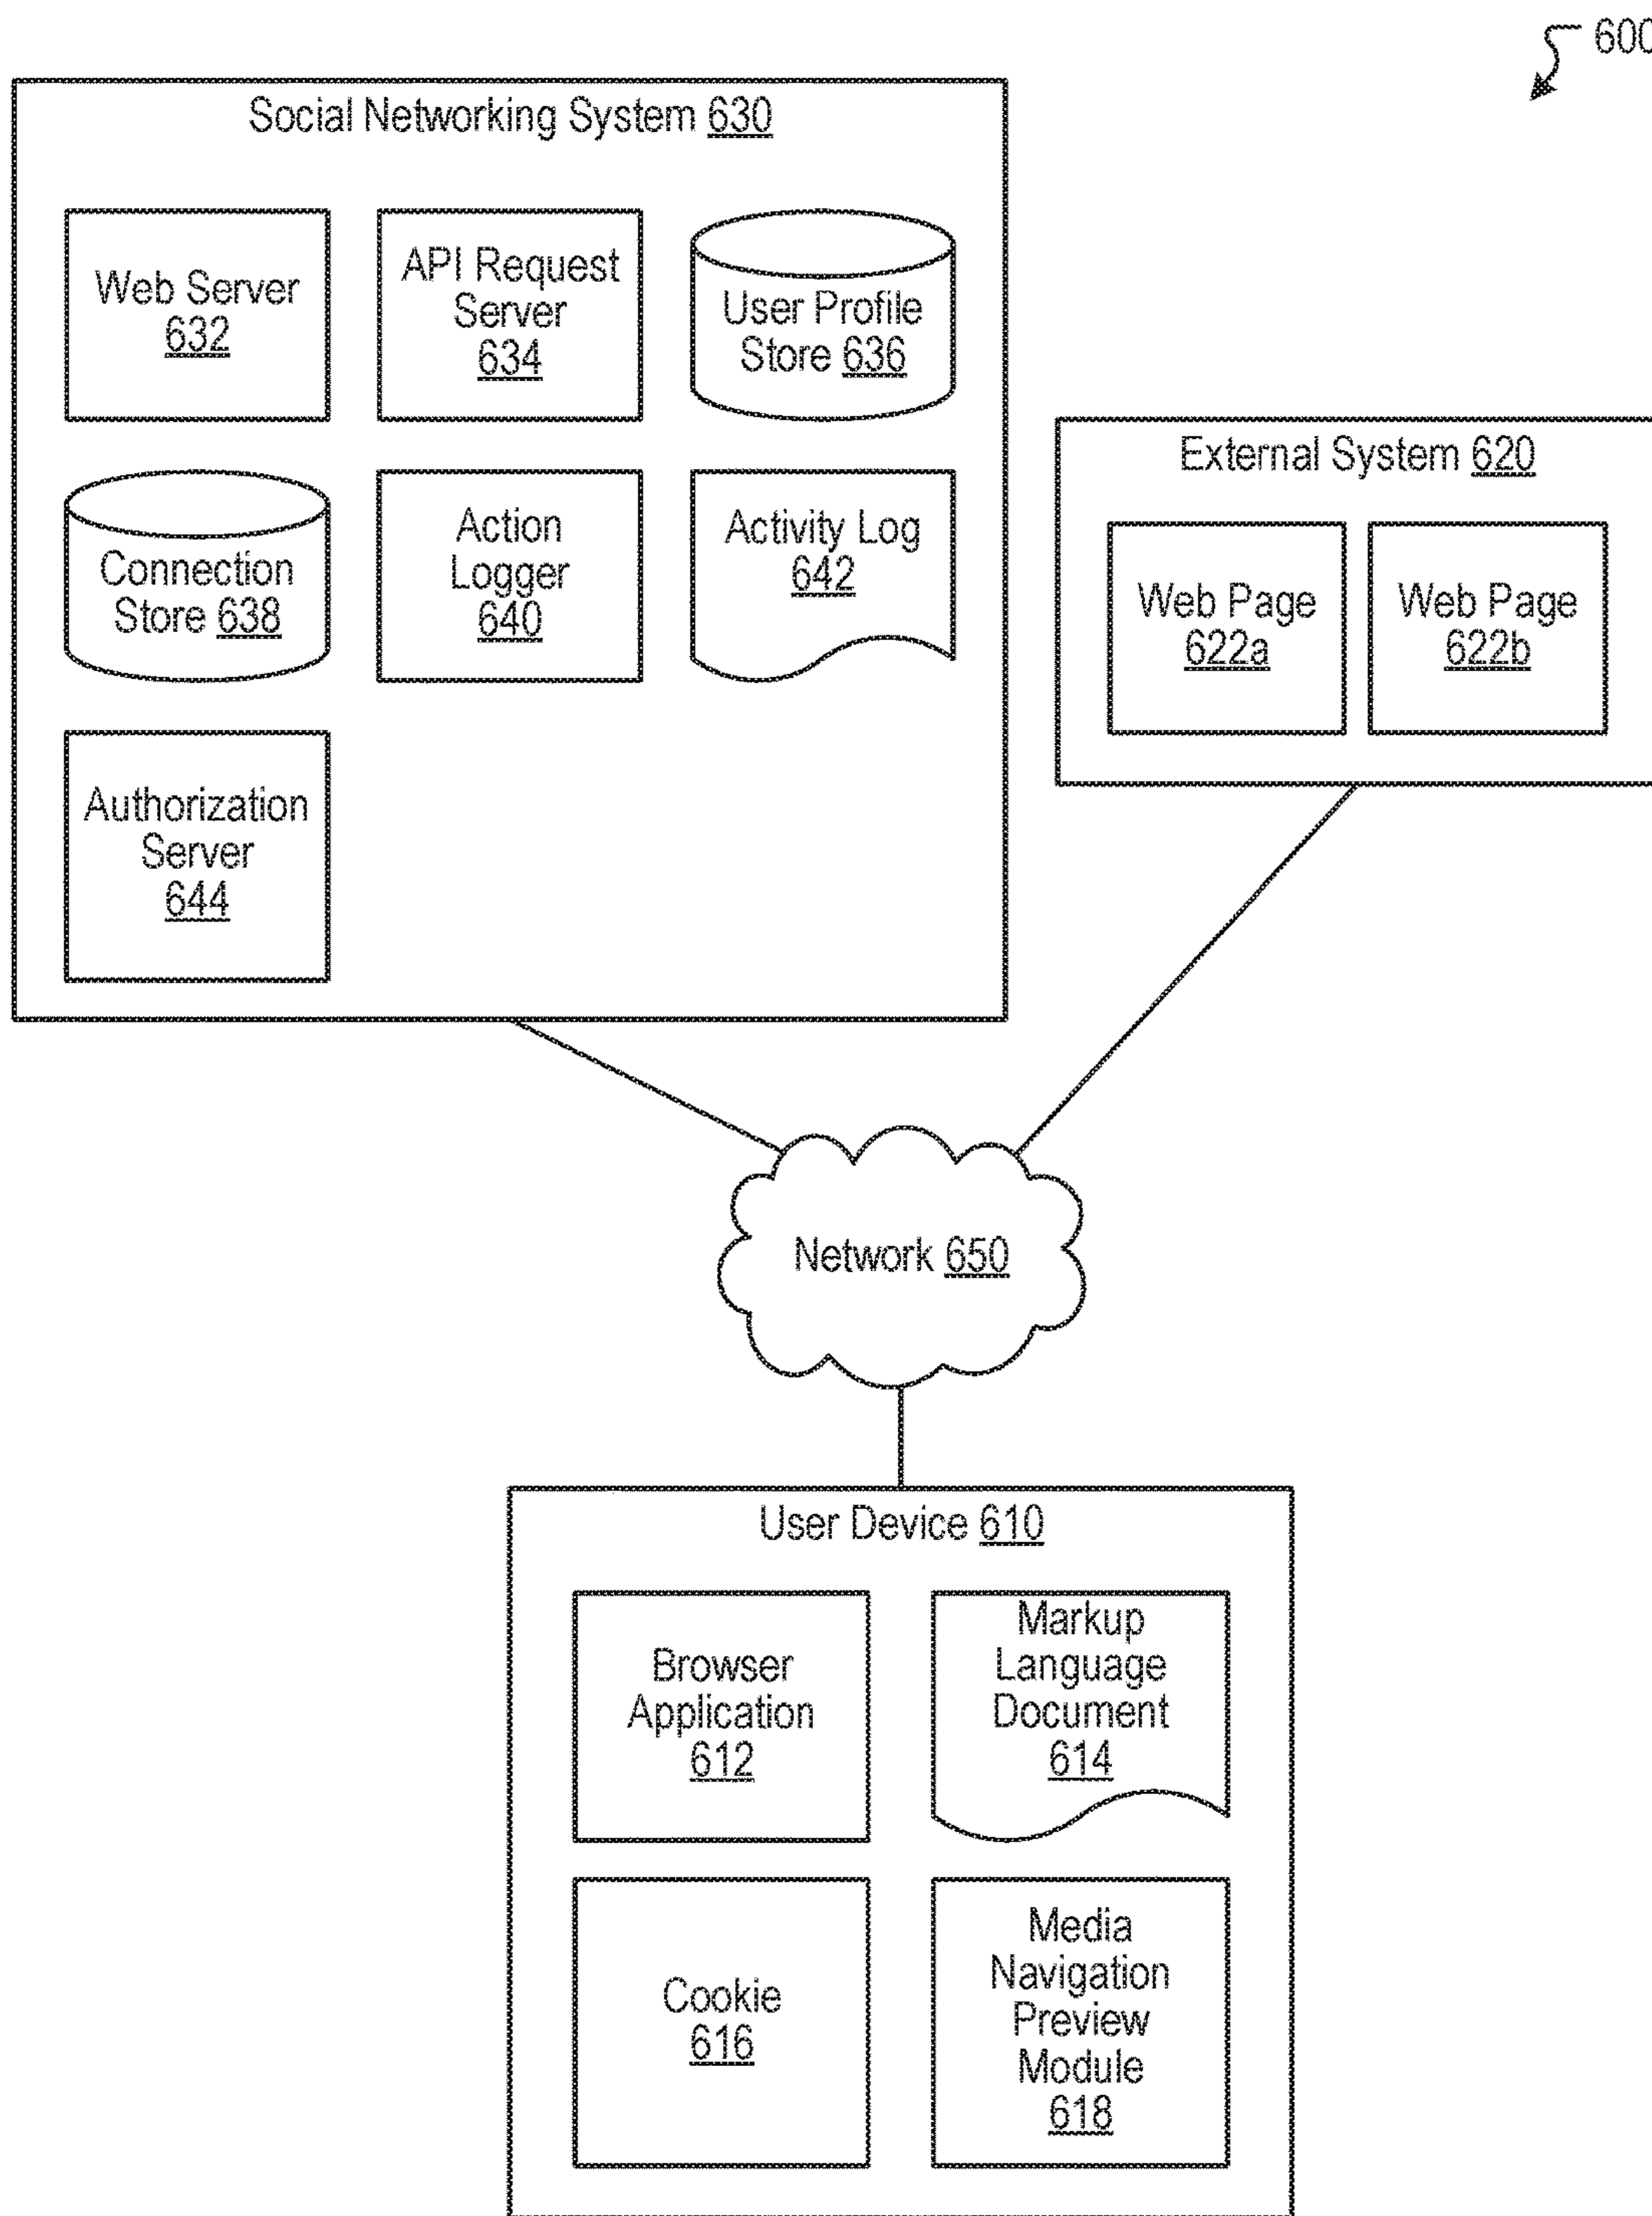 600
Social Networking System 630
Web Server
632
API Request
Server
634
User Profile
Store 636
Connection
Store 638
Action
Logger
640
Activity Log
642
Authorization
Server
644
External System 620
Web Page
622a
Web Page
622b
Network 650
User Device 610
Browser
Application
612
Markup
Language
Document
614
Cookie
616
Media
Navigation
Preview
Module
618